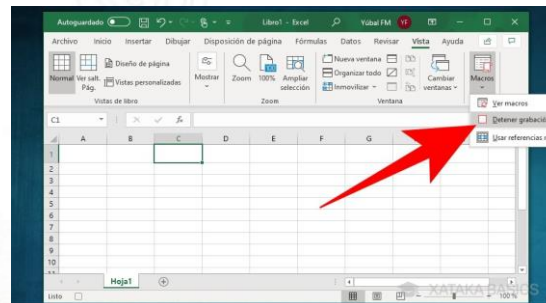 Autoguardado Libro1 - Excel Yúbal FM YF
Archivo Inicio Insertar Dibujar Disposición de página Fórmulas Datos Revisar Vista Ayuda
Normal Ver salt. Pág. Diseño de página Vistas personalizadas Mostrar Zoom 100% Ampliar selección Nueva ventana Organizar todo Inmovilizar Cambiar ventanas Macros
Vistas de libro Zoom Ventana
Ver macros
Detener grabació
Usar referencias r
C1 fx
A B C D E F G
1
2
3
4
5
6
7
8
9
10
Hoja1
Listo 100 %
XATAKA BASICS